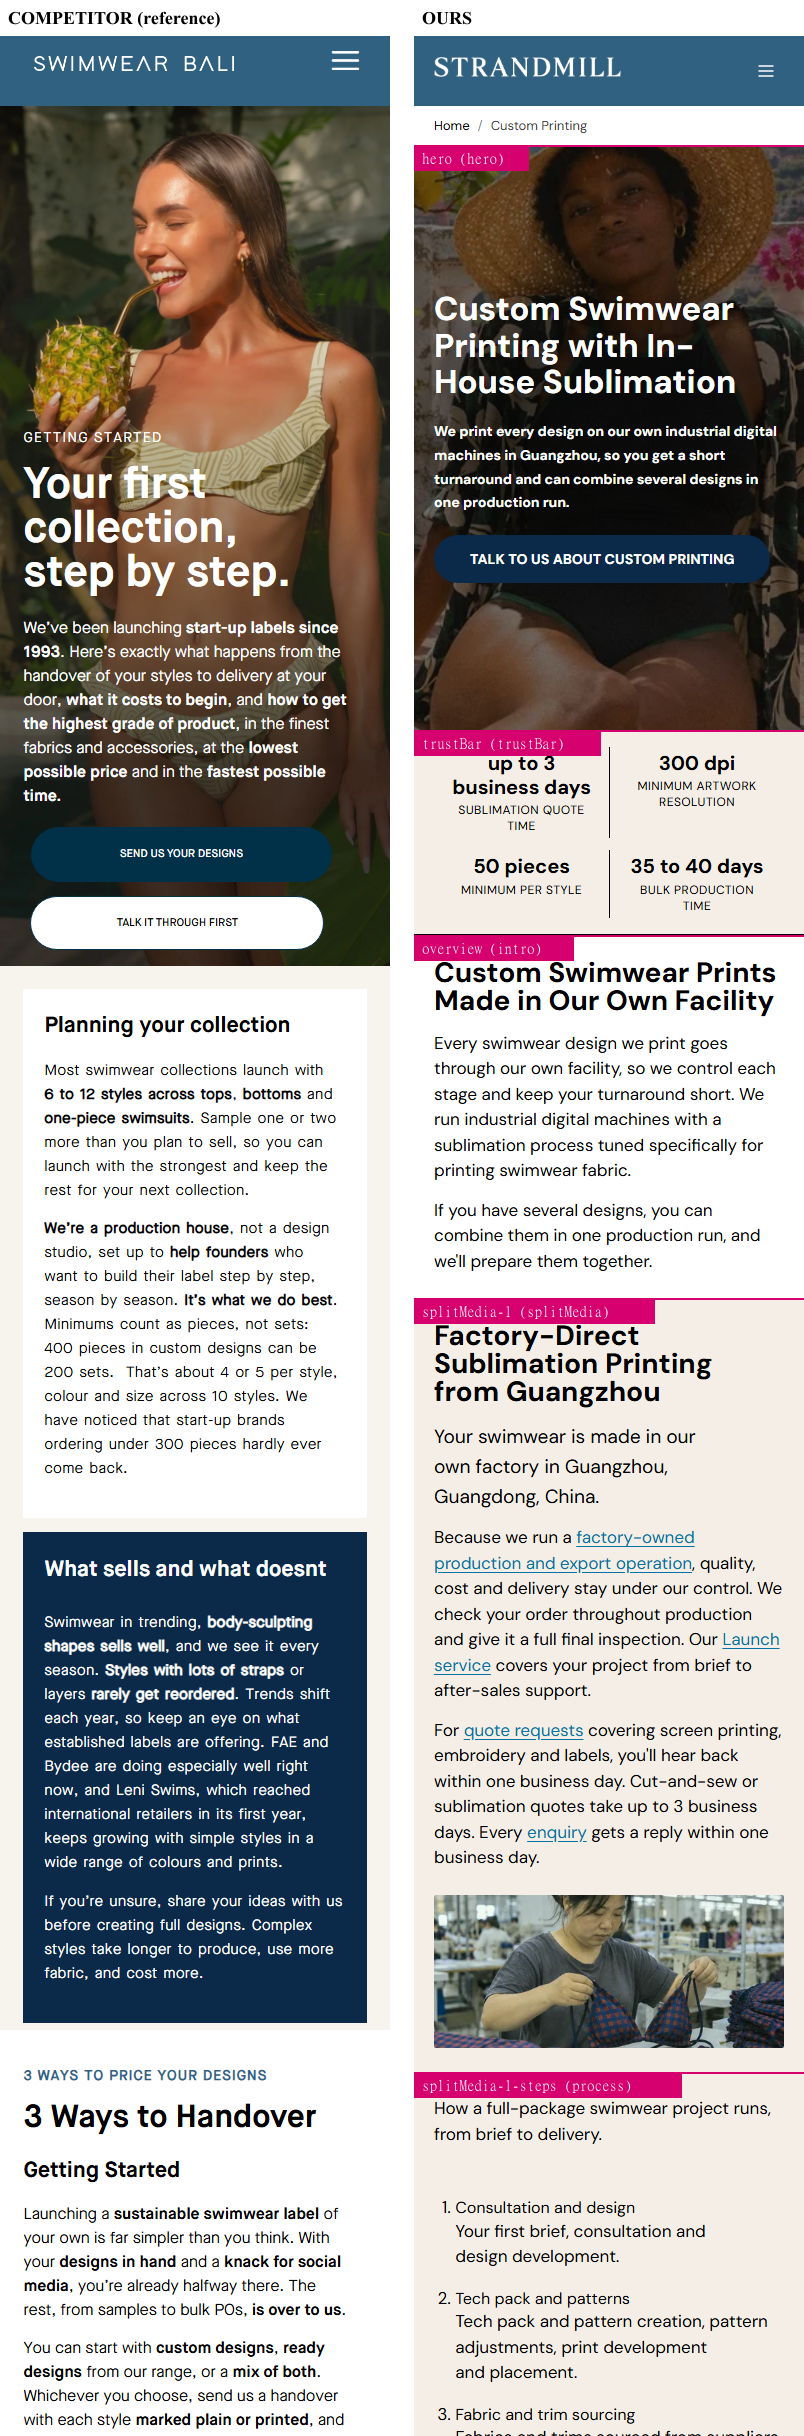 COMPETITOR (reference)
SWIMWEAR BALI
GETTING STARTED
Your first
collection,
step by step.
We've been launching start-up labels since
1993. Here's exactly what happens from the
handover of your styles to delivery at your
door, what it costs to begin, and how to get
the highest grade of product, in the finest
fabrics and accessories, at the lowest
possible price and in the fastest possible
time.
SEND US YOUR DESIGNS
TALK IT THROUGH FIRST
Planning your collection
Most swimwear collections launch with
6 to 12 styles across tops, bottoms and
one-piece swimsuits. Sample one or two
more than you plan to sell, so you can
launch with the strongest and keep the
rest for your next collection.
We're a production house, not a design
studio, set up to help founders who
want to build their label step by step,
season by season. It's what we do best.
Minimums count as pieces, not sets:
400 pieces in custom designs can be
200 sets. That's about 4 or 5 per style,
colour and size across 10 styles. We
have noticed that start-up brands
ordering under 300 pieces hardly ever
come back.
What sells and what doesnt
Swimwear in trending, body-sculpting
shapes sells well, and we see it every
season. Styles with lots of straps or
layers rarely get reordered. Trends shift
each year, so keep an eye on what
established labels are offering. FAE and
Bydee are doing especially well right
now, and Leni Swims, which reached
international retailers in its first year,
keeps growing with simple styles in a
wide range of colours and prints.
If you're unsure, share your ideas with us
before creating full designs. Complex
styles take longer to produce, use more
fabric, and cost more.
3 WAYS TO PRICE YOUR DESIGNS
3 Ways to Handover
Getting Started
Launching a sustainable swimwear label of
your own is far simpler than you think. With
your designs in hand and a knack for social
media, you're already halfway there. The
rest, from samples to bulk POs, is over to us.
You can start with custom designs, ready
designs from our range, or a mix of both.
Whichever you choose, send us a handover
with each style marked plain or printed, and
OURS
STRANDMILL
Home / Custom Printing
hero (hero)
Custom Swimwear
Printing with In-
House Sublimation
We print every design on our own industrial digital
machines in Guangzhou, so you get a short
turnaround and can combine several designs in
one production run.
TALK TO US ABOUT CUSTOM PRINTING
trustBar (trustBar)
up to 3
business days
SUBLIMATION QUOTE
TIME
300 dpi
MINIMUM ARTWORK
RESOLUTION
50 pieces
MINIMUM PER STYLE
35 to 40 days
BULK PRODUCTION
TIME
overview (intro)
Custom Swimwear Prints
Made in Our Own Facility
Every swimwear design we print goes
through our own facility, so we control each
stage and keep your turnaround short. We
run industrial digital machines with a
sublimation process tuned specifically for
printing swimwear fabric.
If you have several designs, you can
combine them in one production run, and
we'll prepare them together.
splitMedia-1 (splitMedia)
Factory-Direct
Sublimation Printing
from Guangzhou
Your swimwear is made in our
own factory in Guangzhou,
Guangdong, China.
Because we run a factory-owned
production and export operation, quality,
cost and delivery stay under our control. We
check your order throughout production
and give it a full final inspection. Our Launch
service covers your project from brief to
after-sales support.
For quote requests covering screen printing,
embroidery and labels, you'll hear back
within one business day. Cut-and-sew or
sublimation quotes take up to 3 business
days. Every enquiry gets a reply within one
business day.
splitMedia-1-steps (process)
How a full-package swimwear project runs,
from brief to delivery.
1. Consultation and design
Your first brief, consultation and
design development.
2. Tech pack and patterns
Tech pack and pattern creation, pattern
adjustments, print development
and placement.
3. Fabric and trim sourcing
Fabrics and trims sourced from suppliers